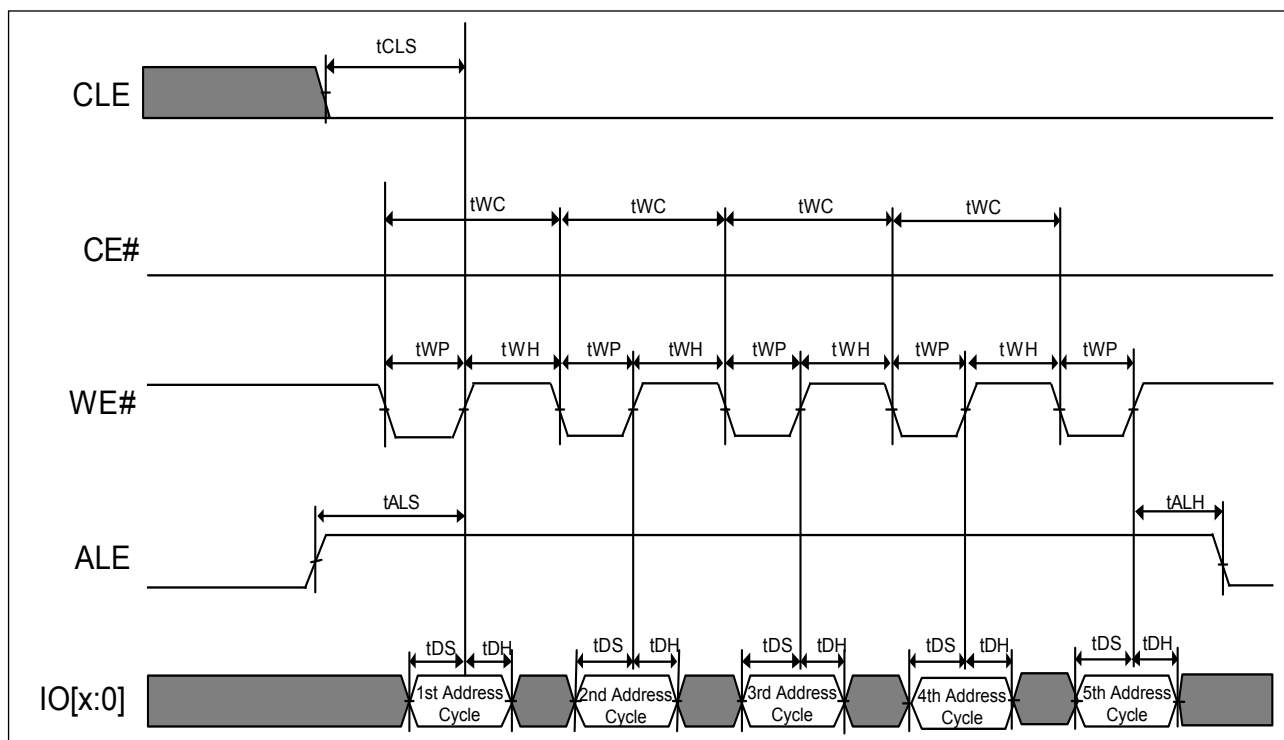 tCLS
CLE
tWC tWC tWC tWC
CE#
tWP tWH tWP tWH tWP tWH tWP tWH tWP
WE#
tALS tALH
ALE
tDS tDH tDS tDH tDS tDH tDS tDH tDS tDH
IO[x:0]
1st Address Cycle
2nd Address Cycle
3rd Address Cycle
4th Address Cycle
5th Address Cycle